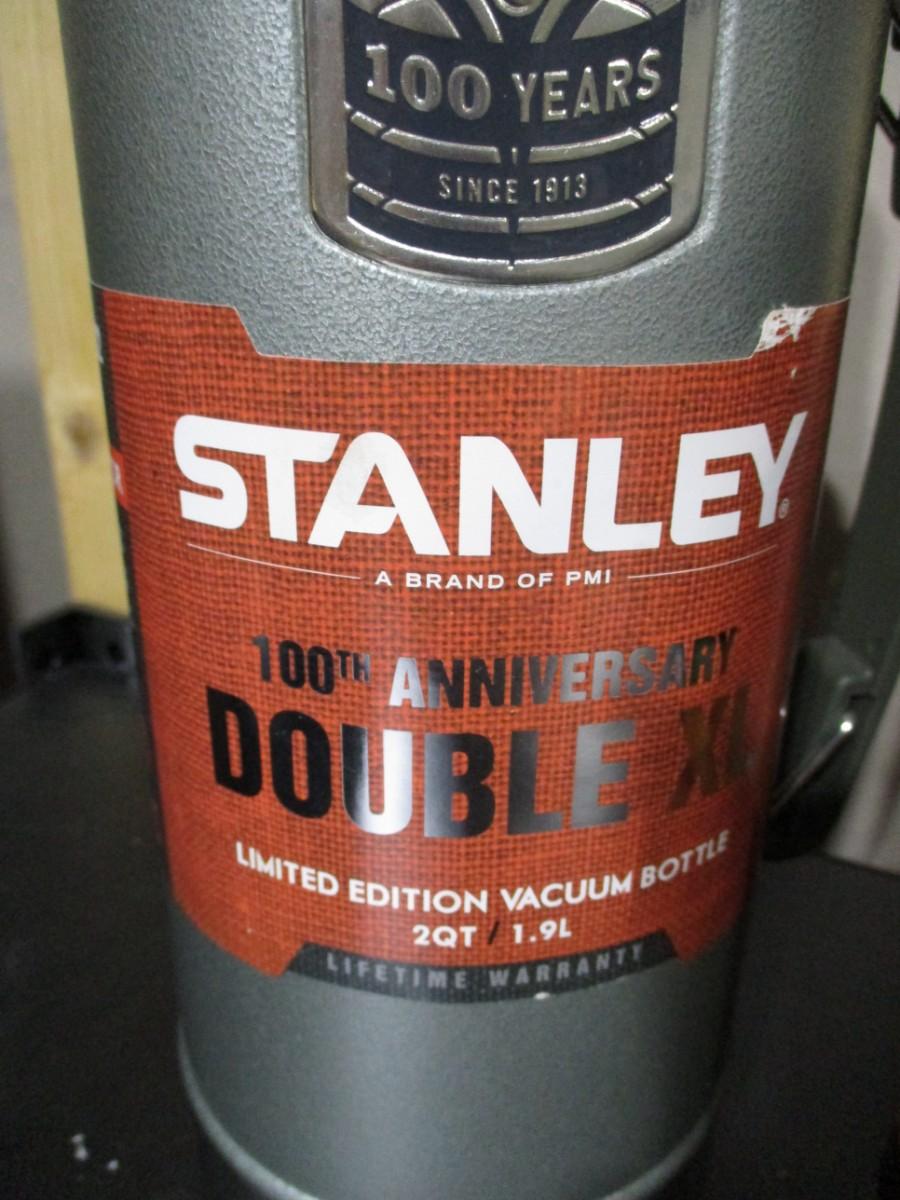 100 YEARS
SINCE 1913
STANLEY®
A BRAND OF PMI
100TH ANNIVERSARY
DOUBLE XL
LIMITED EDITION VACUUM BOTTLE
2QT / 1.9L
LIFETIME WARRANTY